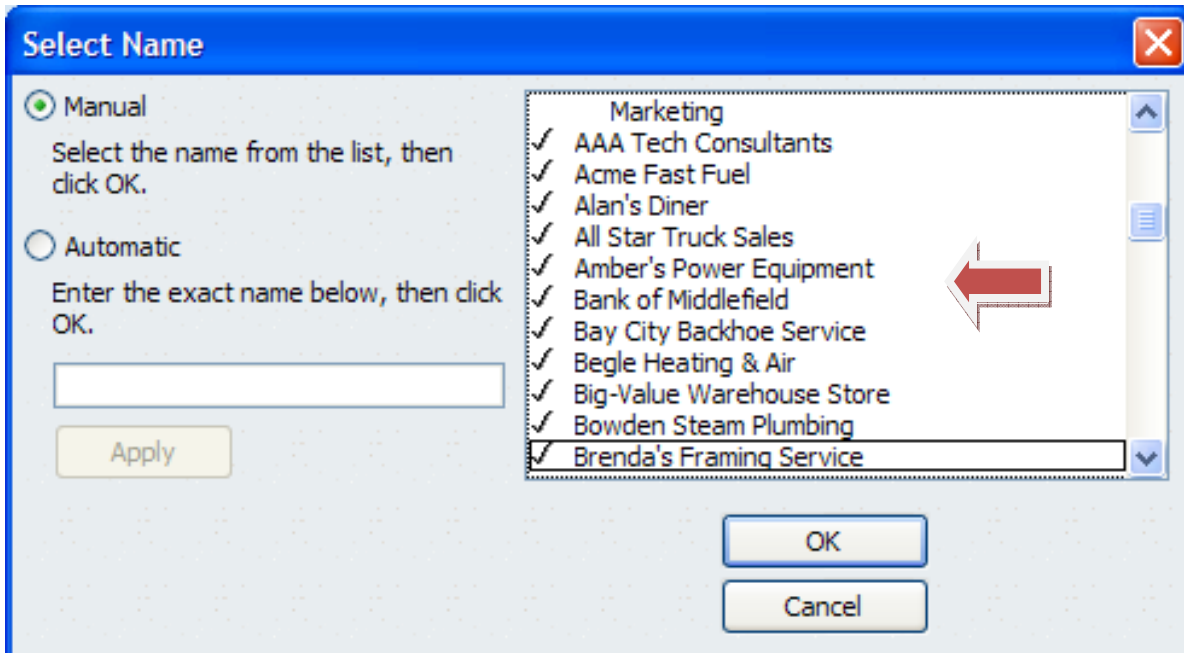 Select Name
Manual
Select the name from the list, then
click OK.
Automatic
Enter the exact name below, then click
OK.
Apply
Marketing
AAA Tech Consultants
Acme Fast Fuel
Alan's Diner
All Star Truck Sales
Amber's Power Equipment
Bank of Middlefield
Bay City Backhoe Service
Begle Heating & Air
Big-Value Warehouse Store
Bowden Steam Plumbing
Brenda's Framing Service
OK
Cancel